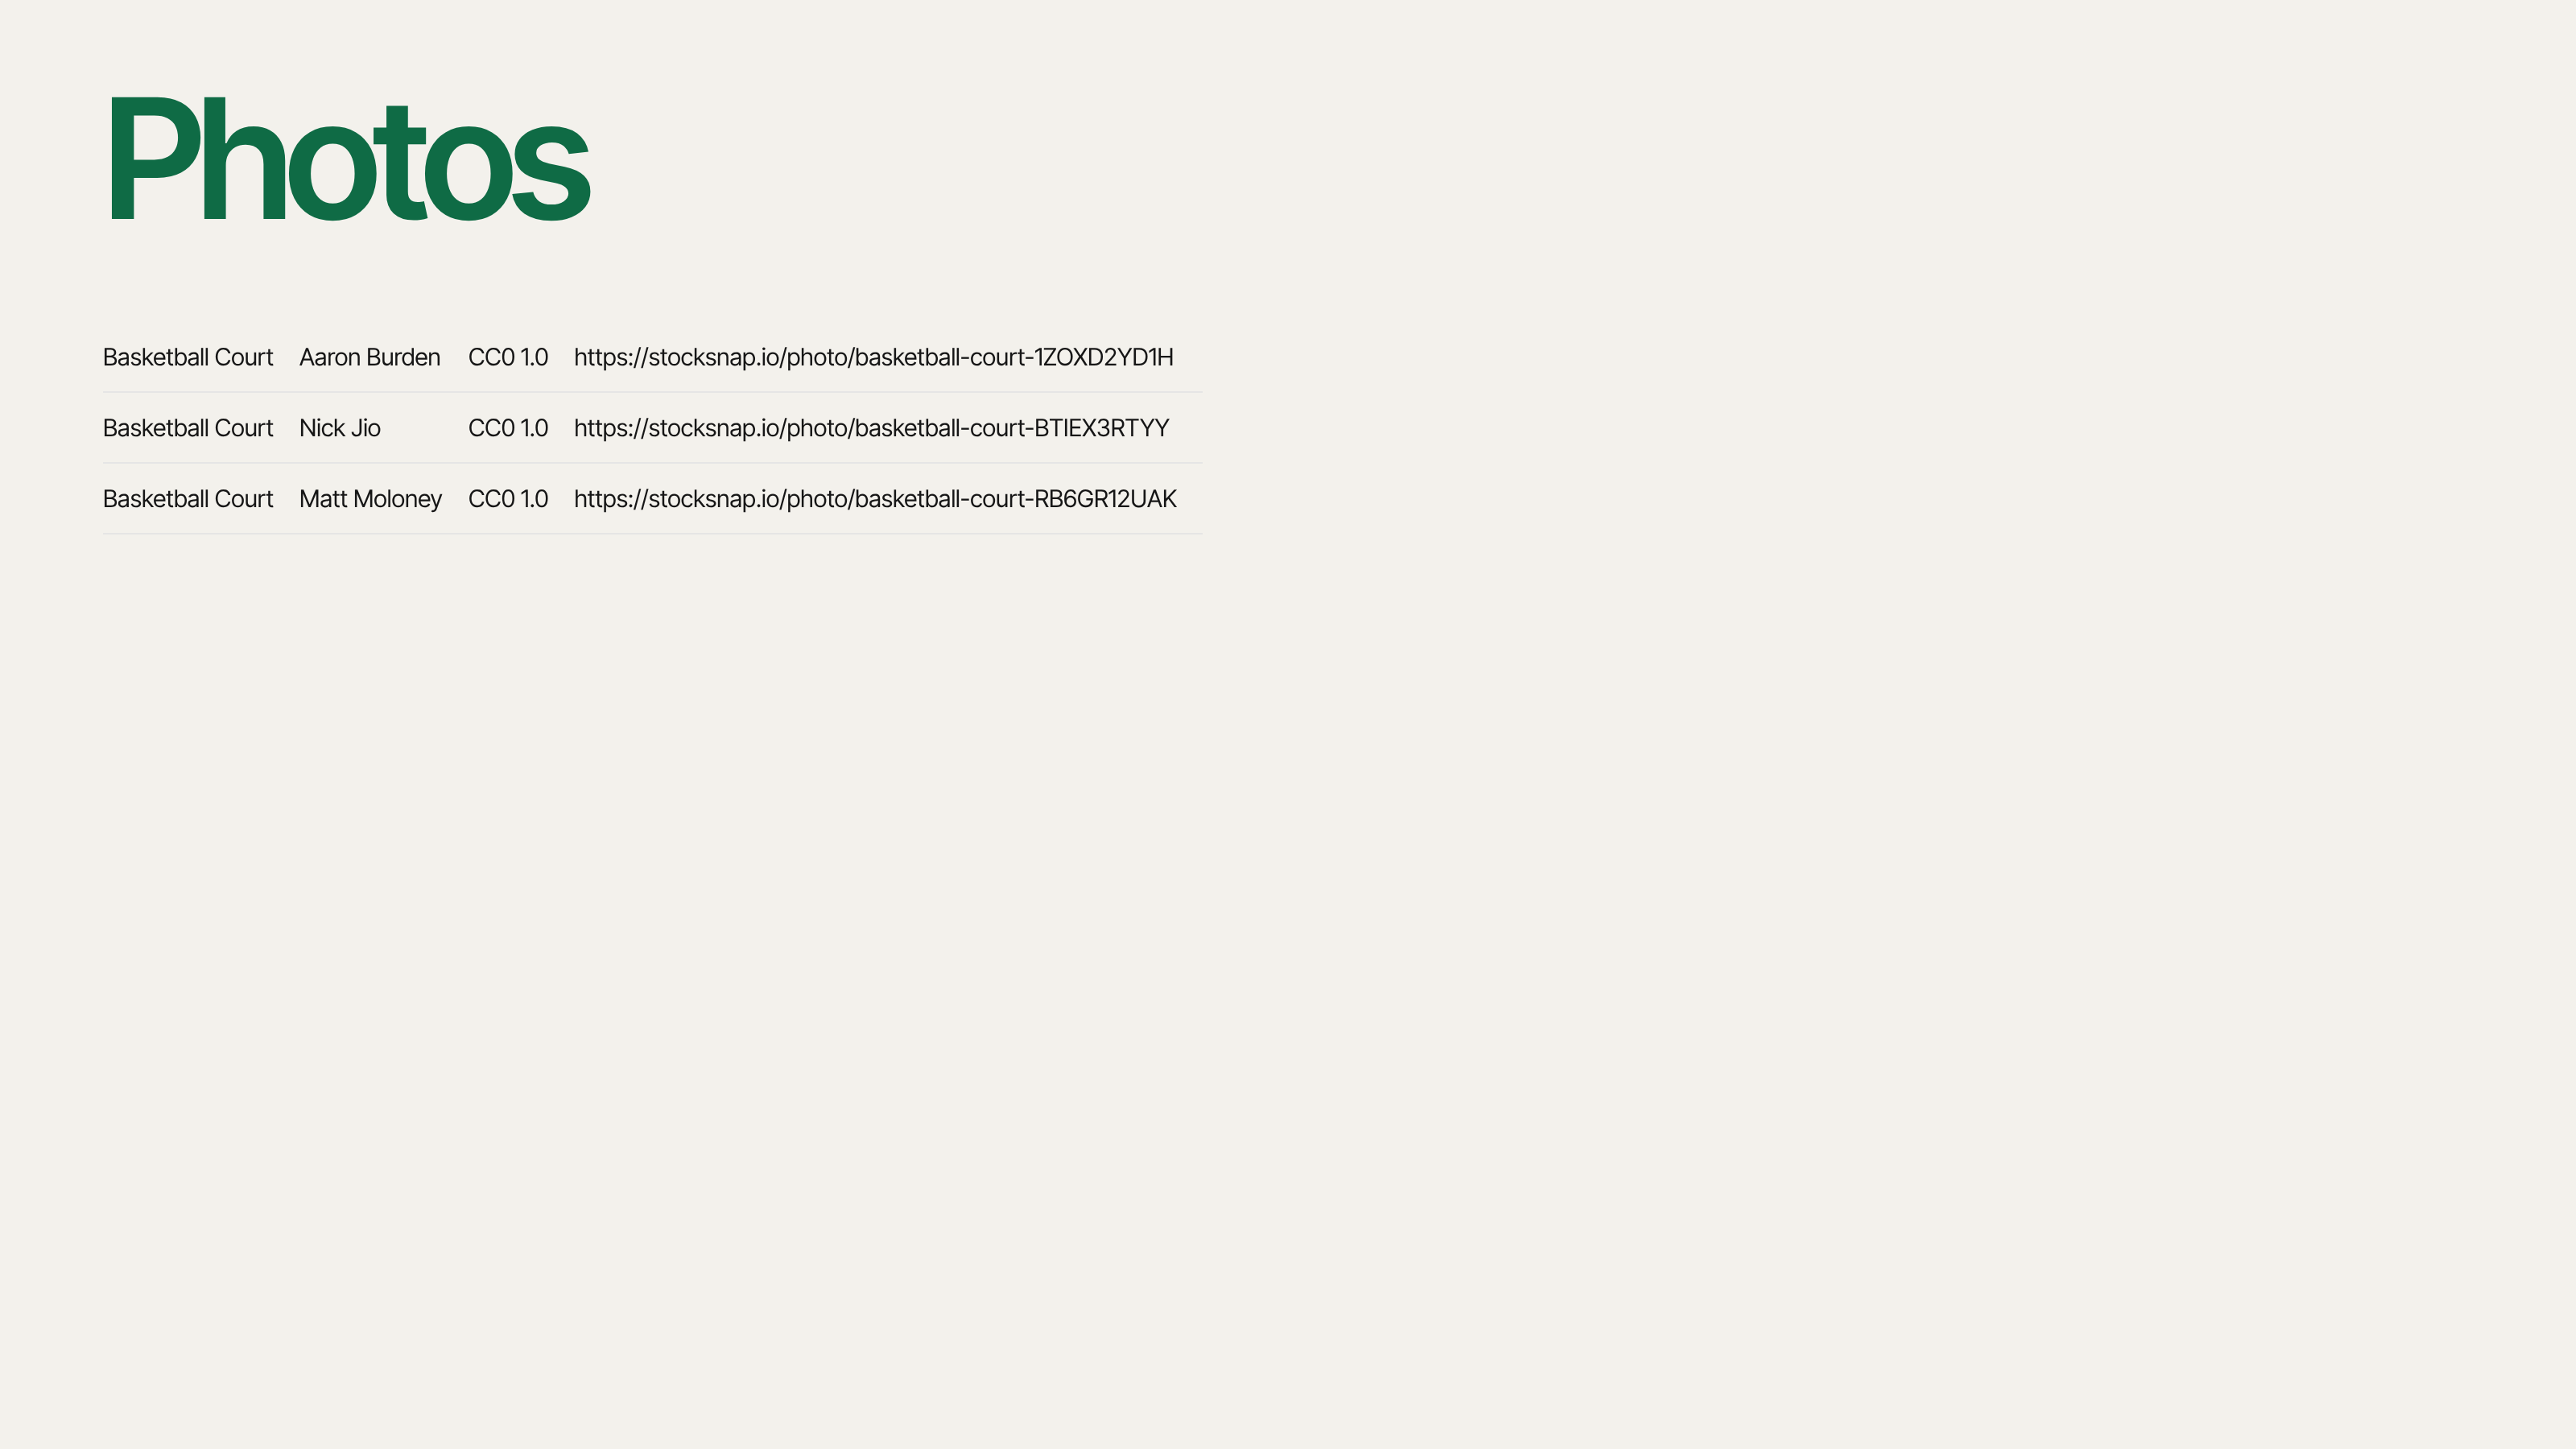 Photos
Basketball Court Aaron Burden CC0 1.0 https://stocksnap.io/photo/basketball-court-1ZOXD2YD1H
Basketball Court Nick Jio CC0 1.0 https://stocksnap.io/photo/basketball-court-BTIEX3RTYY
Basketball Court Matt Moloney CC0 1.0 https://stocksnap.io/photo/basketball-court-RB6GR12UAK